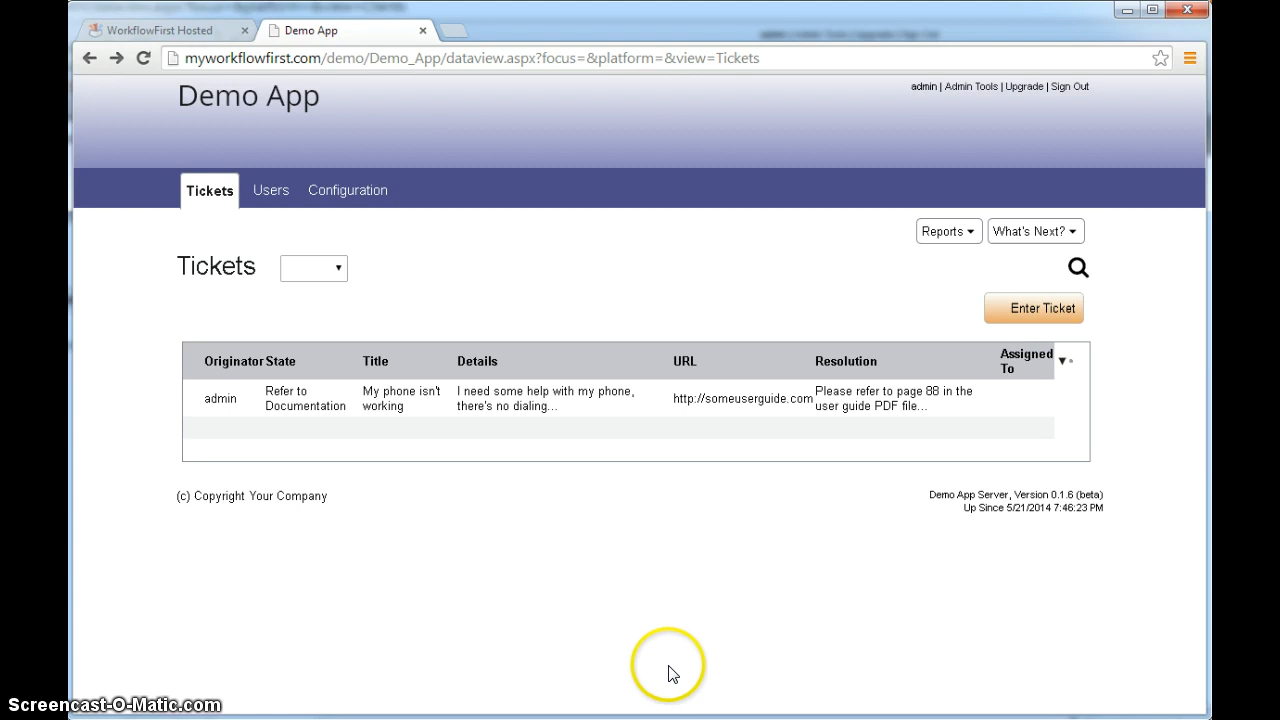 WorkflowFirst Hosted
Demo App
myworkflowfirst.com/demo/Demo_App/dataview.aspx?focus=&platform=&view=Tickets
Demo App
admin | Admin Tools | Upgrade | Sign Out
Tickets Users Configuration
Reports What's Next?
Tickets
Enter Ticket
Originator State Title Details URL Resolution Assigned To
admin Refer to Documentation My phone isn't working I need some help with my phone, there's no dialing... http://someuserguide.com Please refer to page 88 in the user guide PDF file...
(c) Copyright Your Company
Demo App Server, Version 0.1.6 (beta)
Up Since 5/21/2014 7:46:23 PM
Screencast-O-Matic.com